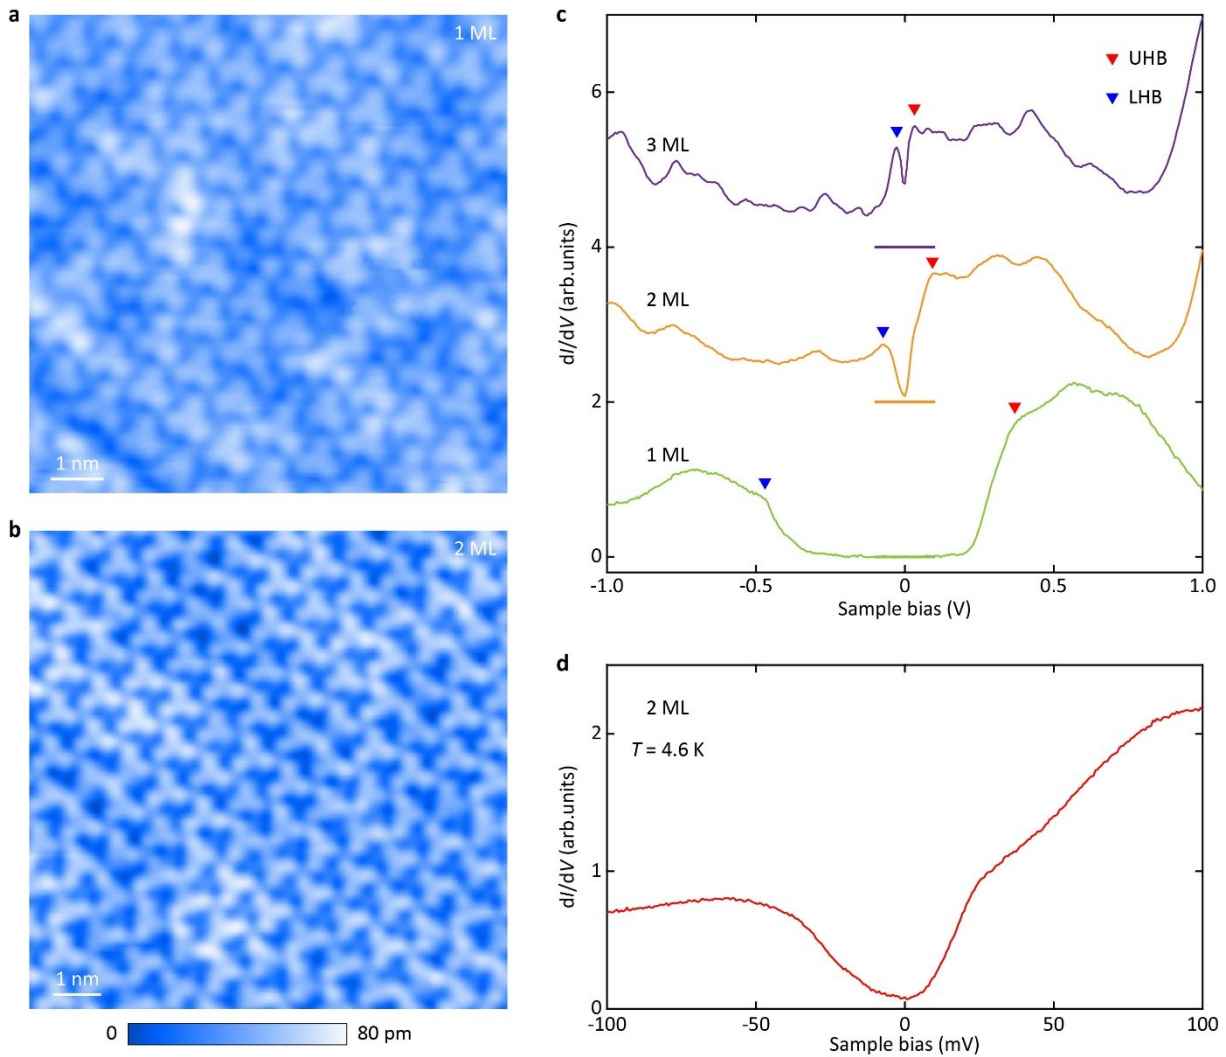 a
1 ML
1 nm
b
2 ML
1 nm
0
80 pm
c
UHB
LHB
3 ML
2 ML
1 ML
6
4
2
0
dI/dV (arb.units)
-1.0
-0.5
0
0.5
1.0
Sample bias (V)
d
2 ML
T = 4.6 K
2
1
0
dI/dV (arb.units)
-100
-50
0
50
100
Sample bias (mV)